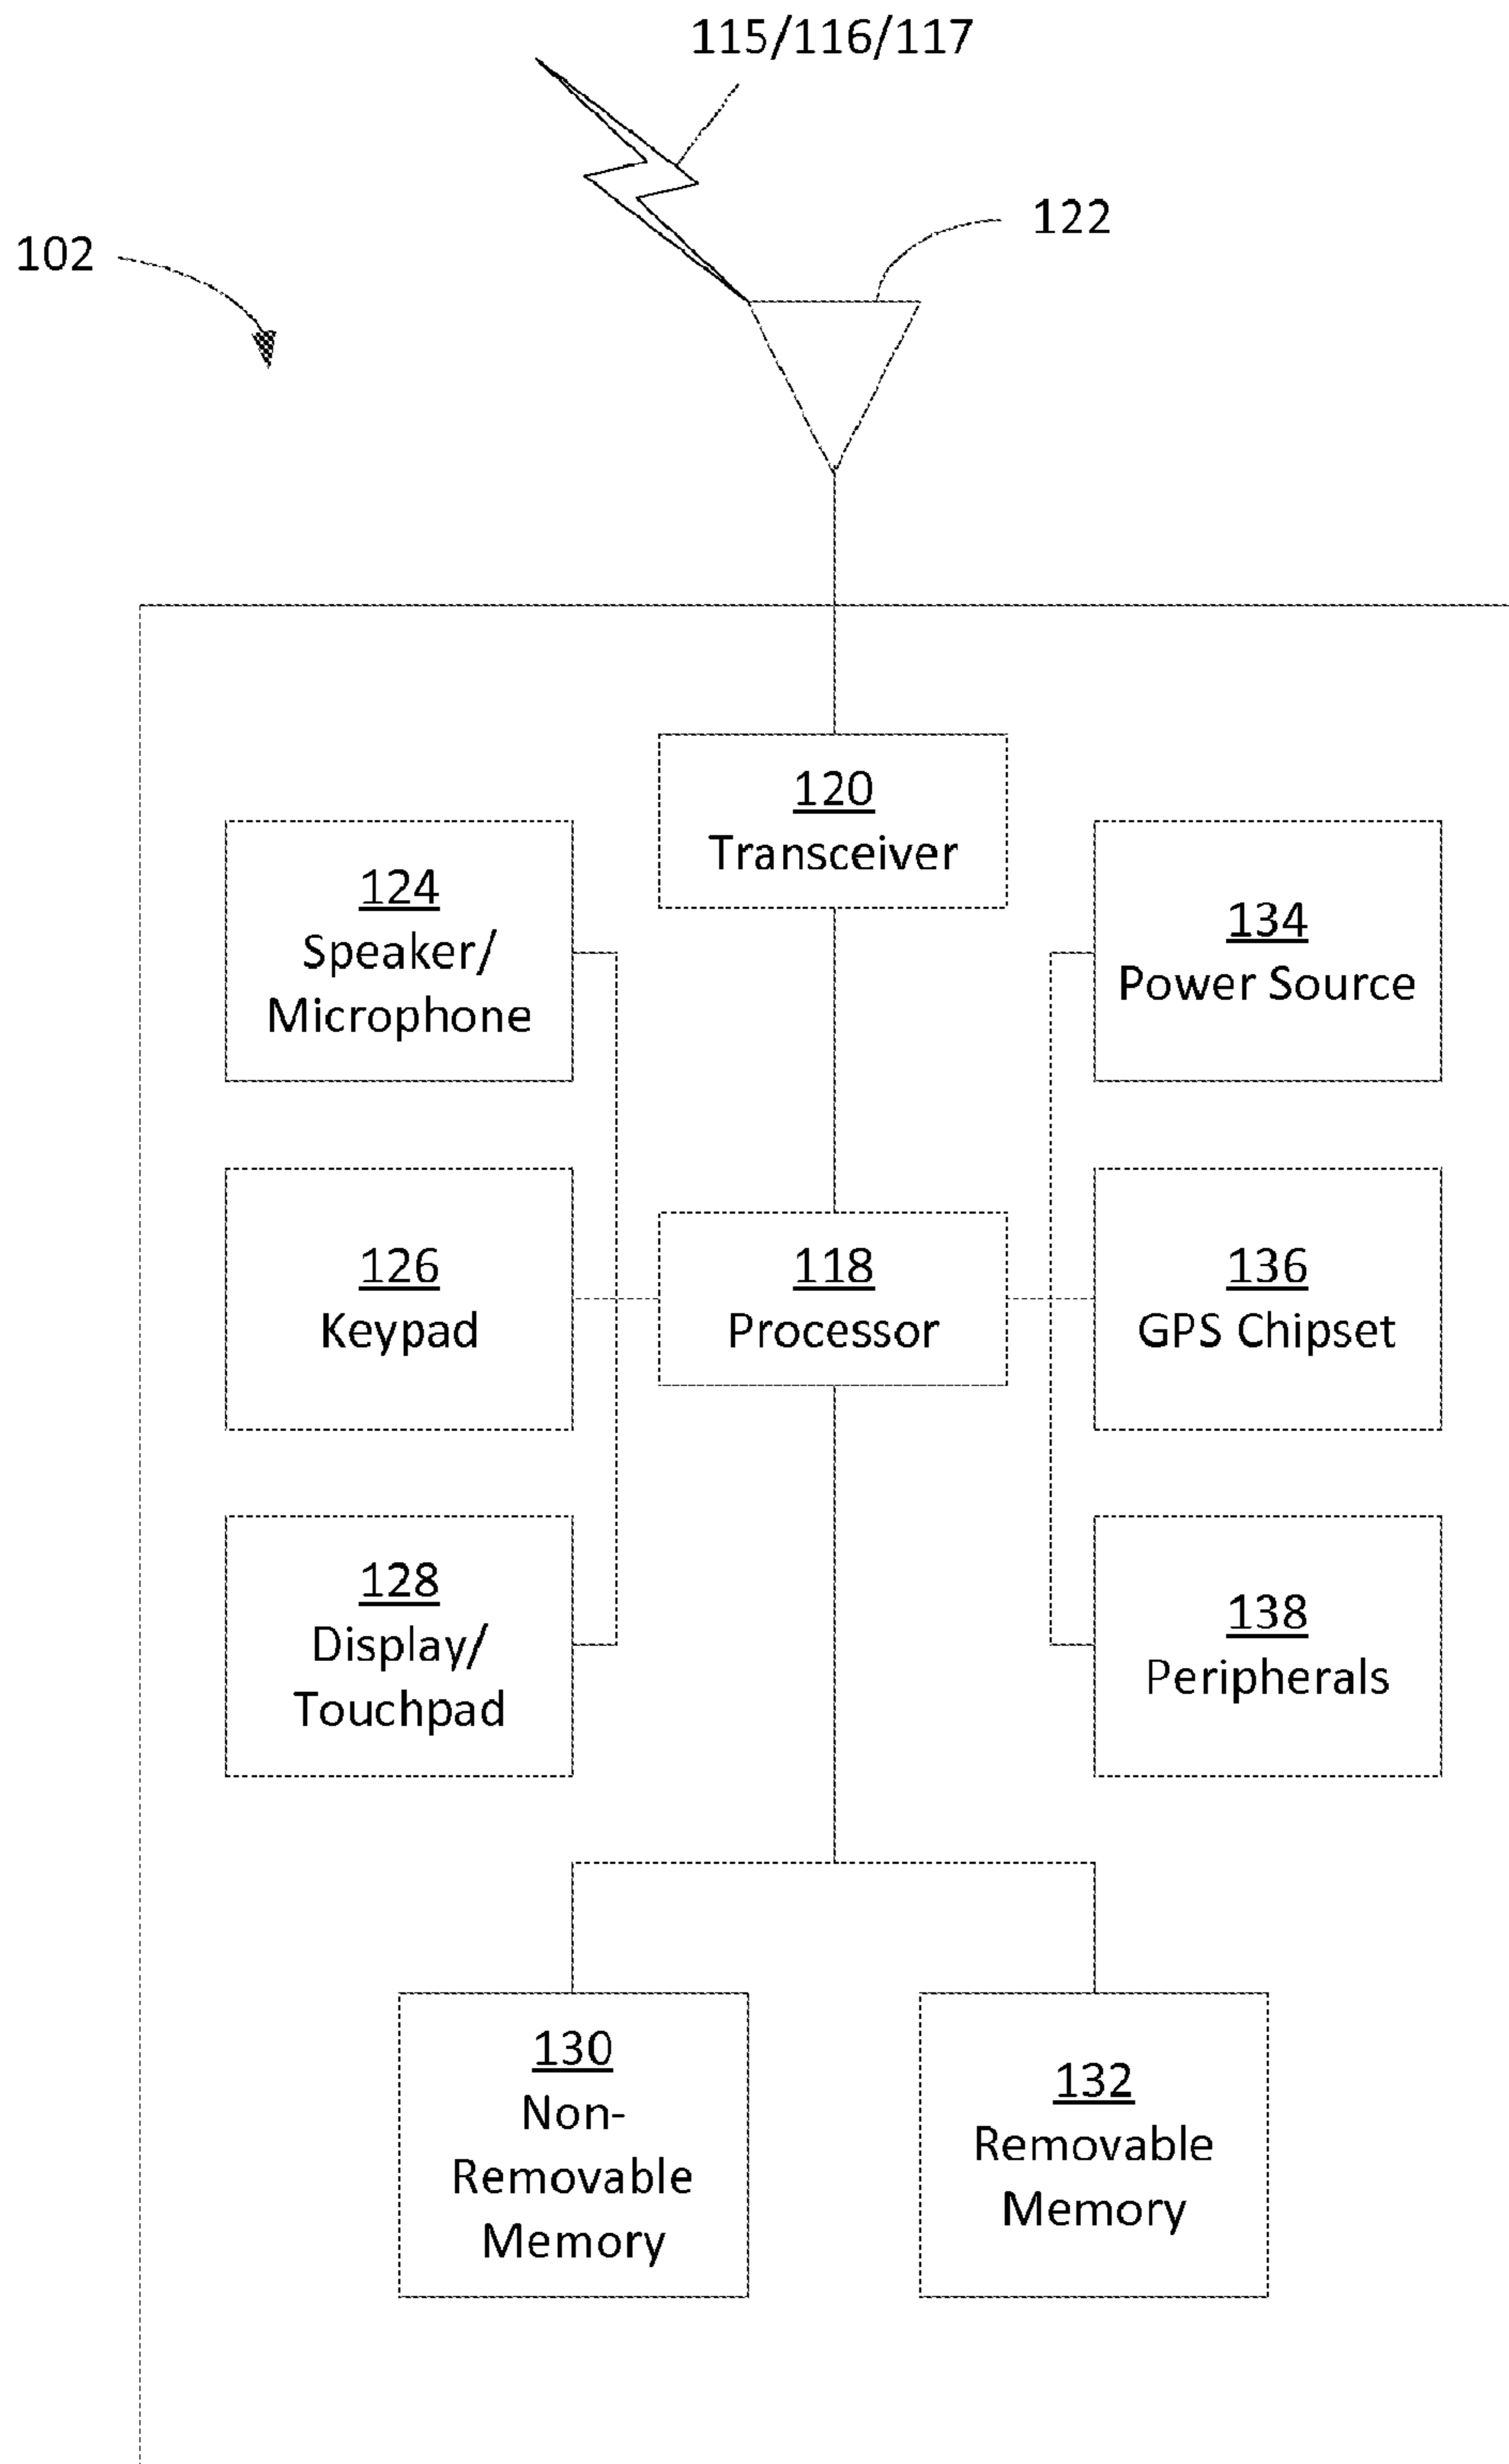 115/116/117
122
102
120
Transceiver
124
Speaker/
Microphone
134
Power Source
126
Keypad
118
Processor
136
GPS Chipset
128
Display/
Touchpad
138
Peripherals
130
Non-
Removable
Memory
132
Removable
Memory